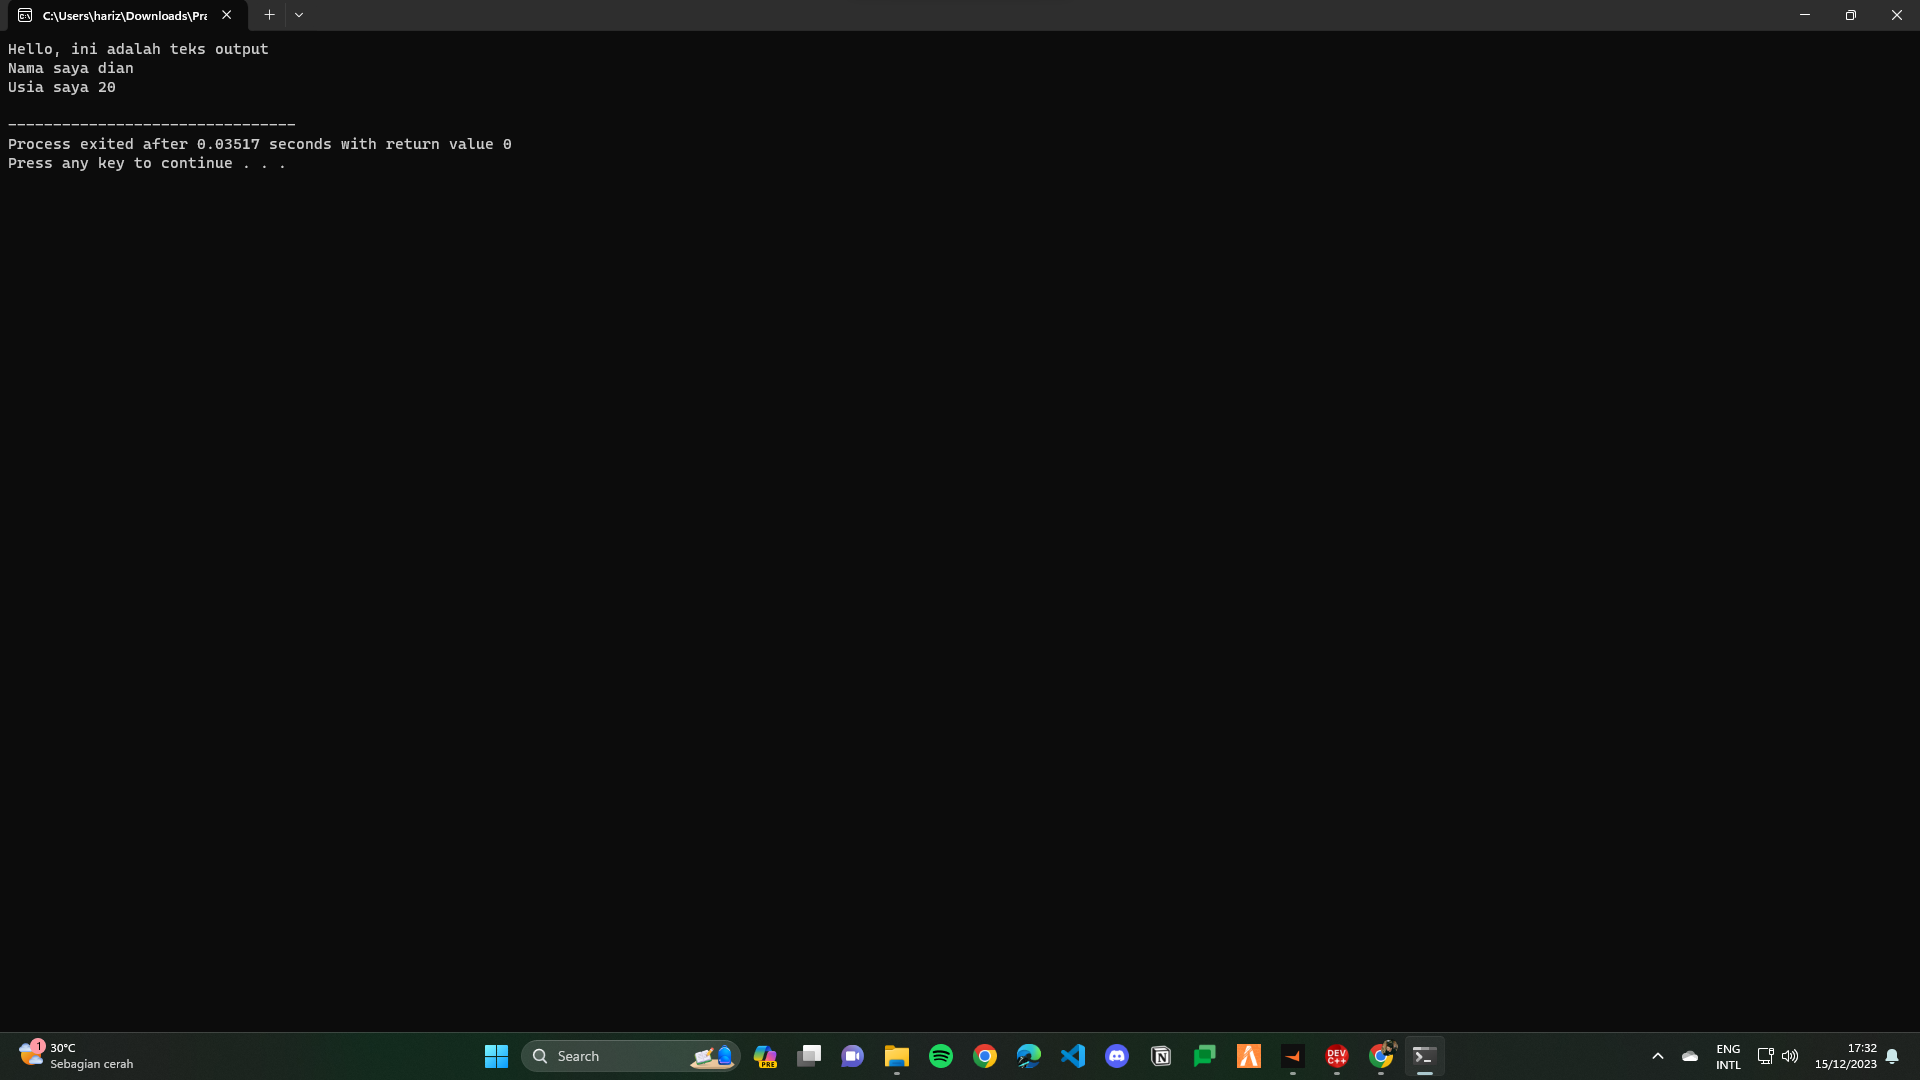 C:\Users\hariz\Downloads\Pra
Hello, ini adalah teks output
Nama saya dian
Usia saya 20
--------------------------------
Process exited after 0.03517 seconds with return value 0
Press any key to continue . . .
1
30°C
Sebagian cerah
Search
PRE
DEV
C++
ENG
INTL
17:32
15/12/2023